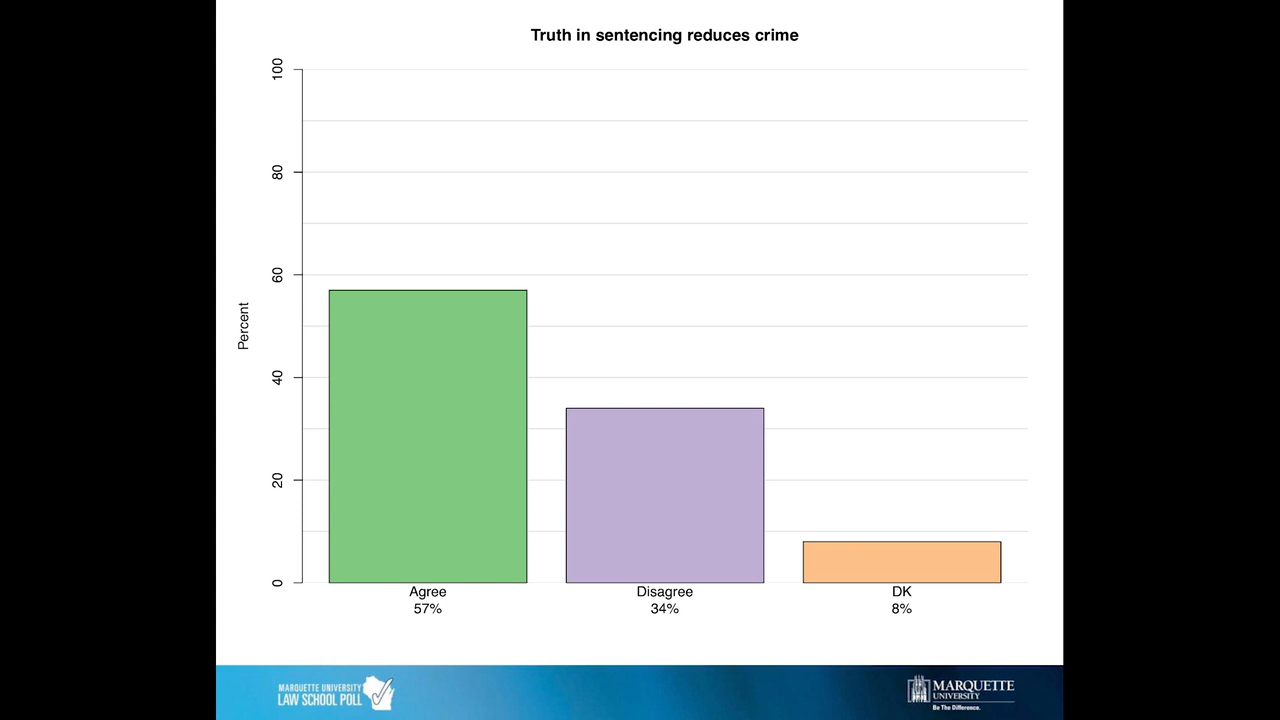 Truth in sentencing reduces crime
100
80
60
40
20
0
Percent
Agree
57%
Disagree
34%
DK
8%
MARQUETTE UNIVERSITY
LAW SCHOOL POLL
MARQUETTE
UNIVERSITY
Be The Difference.